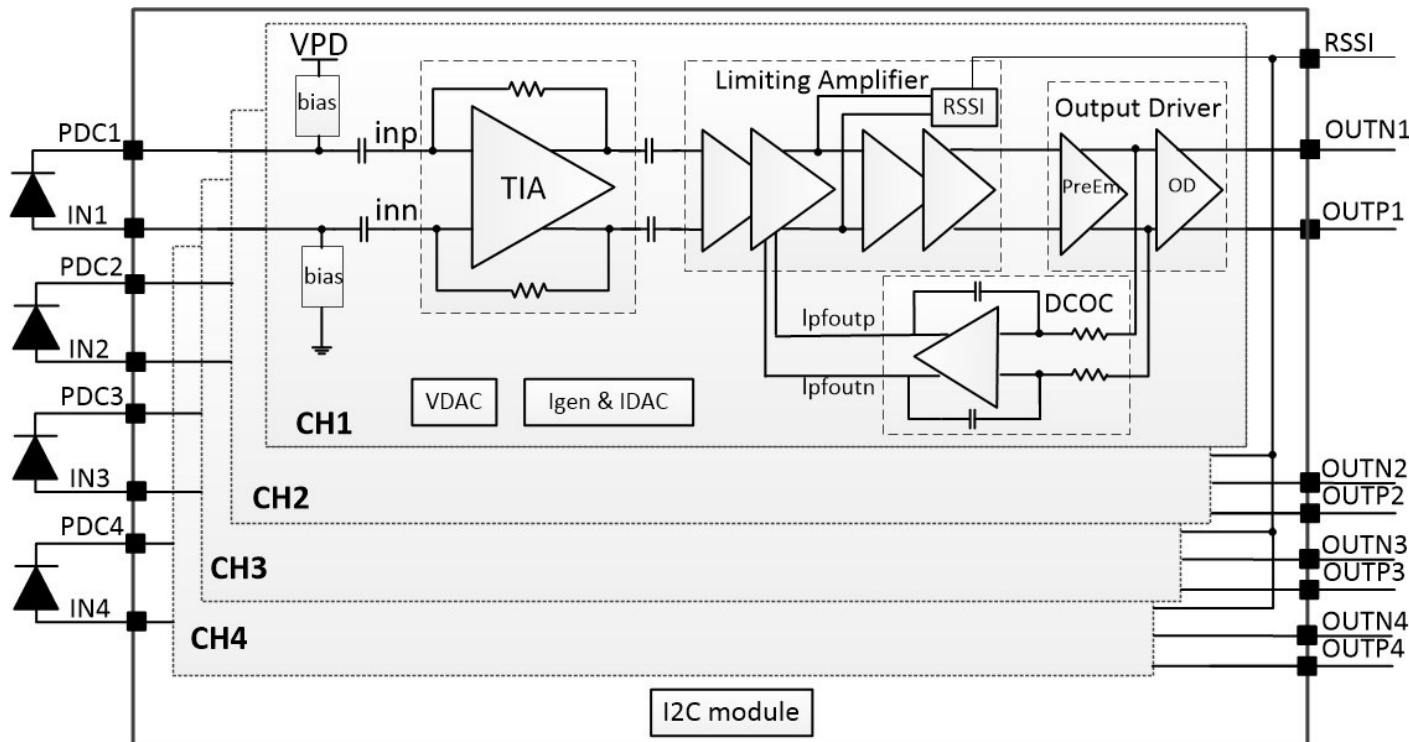 VPD
RSSI
bias
Limiting Amplifier
RSSI
Output Driver
PDC1
inp
OUTN1
TIA
PreEm
OD
IN1
inn
OUTP1
bias
PDC2
DCOC
lpfoutp
IN2
lpfoutn
PDC3
VDAC
Igen & IDAC
CH1
OUTN2
IN3
CH2
OUTP2
PDC4
OUTN3
CH3
OUTP3
IN4
CH4
OUTN4
OUTP4
I2C module